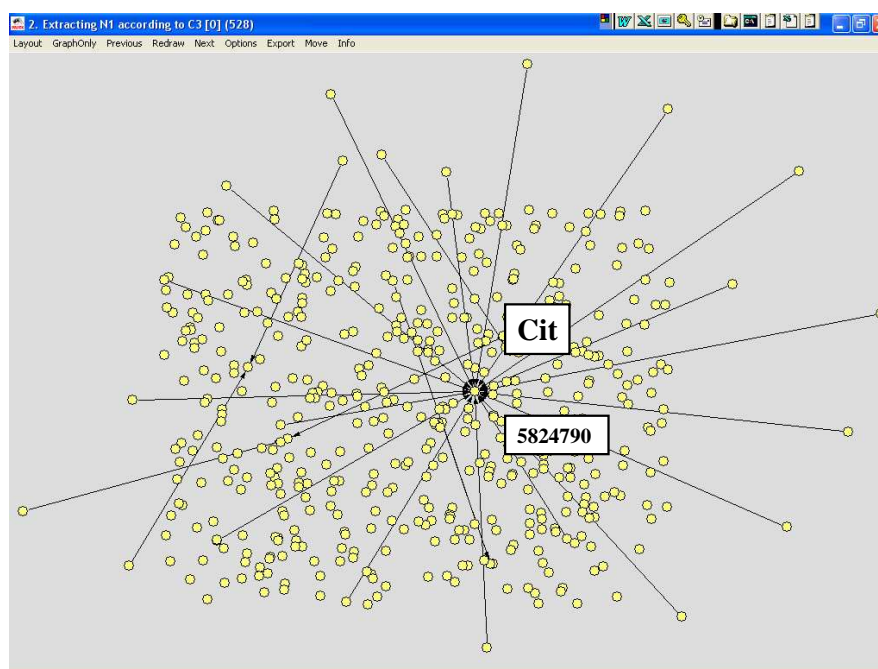 2. Extracting N1 according to C3 [0] (528)
Layout GraphOnly Previous Redraw Next Options Export Move Info
Cit
5824790